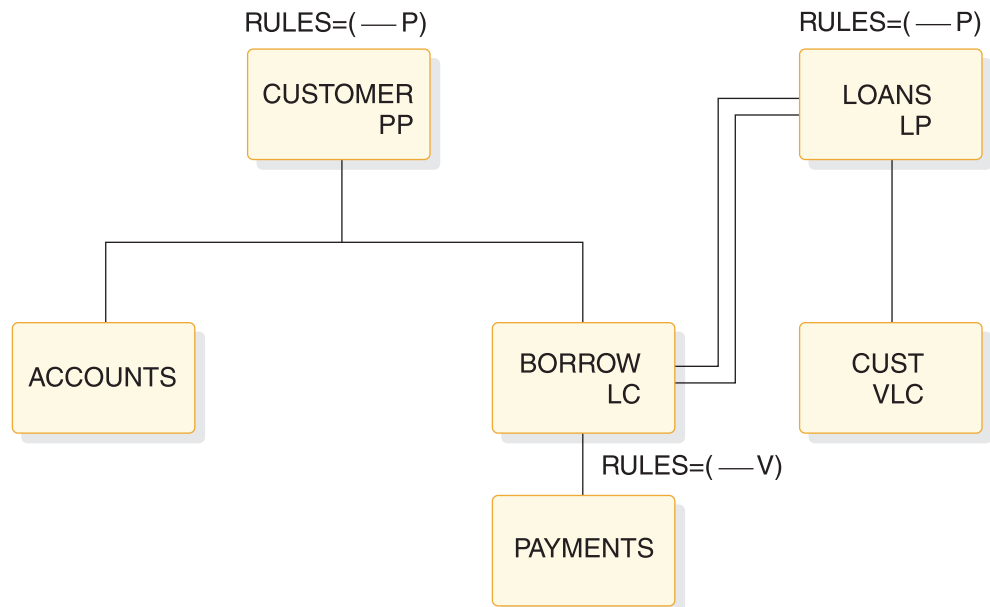 RULES=( — P)
RULES=( — P)
CUSTOMER
PP
LOANS
LP
ACCOUNTS
BORROW
LC
CUST
VLC
RULES=( — V)
PAYMENTS